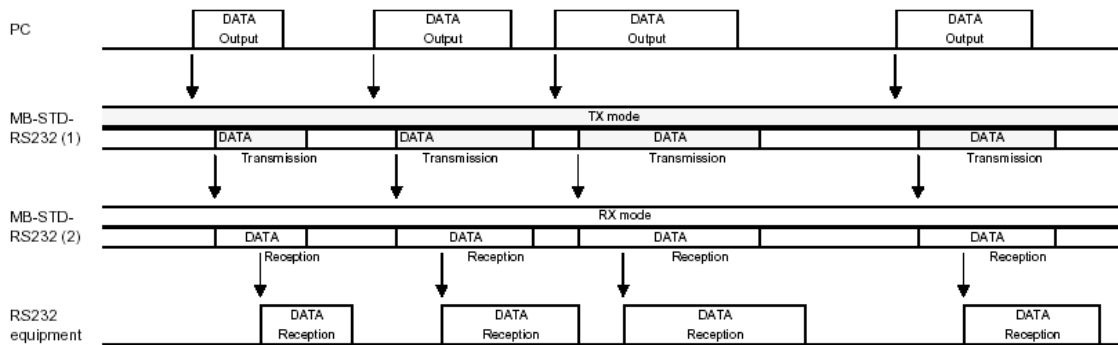 PC
DATA DATA DATA DATA
Output Output Output Output
MB-STD-
RS232 (1)
TX mode
DATA DATA DATA DATA
Transmission Transmission Transmission Transmission
MB-STD-
RS232 (2)
RX mode
DATA DATA DATA DATA
Reception Reception Reception Reception
RS232
equipment
DATA DATA DATA DATA
Reception Reception Reception Reception